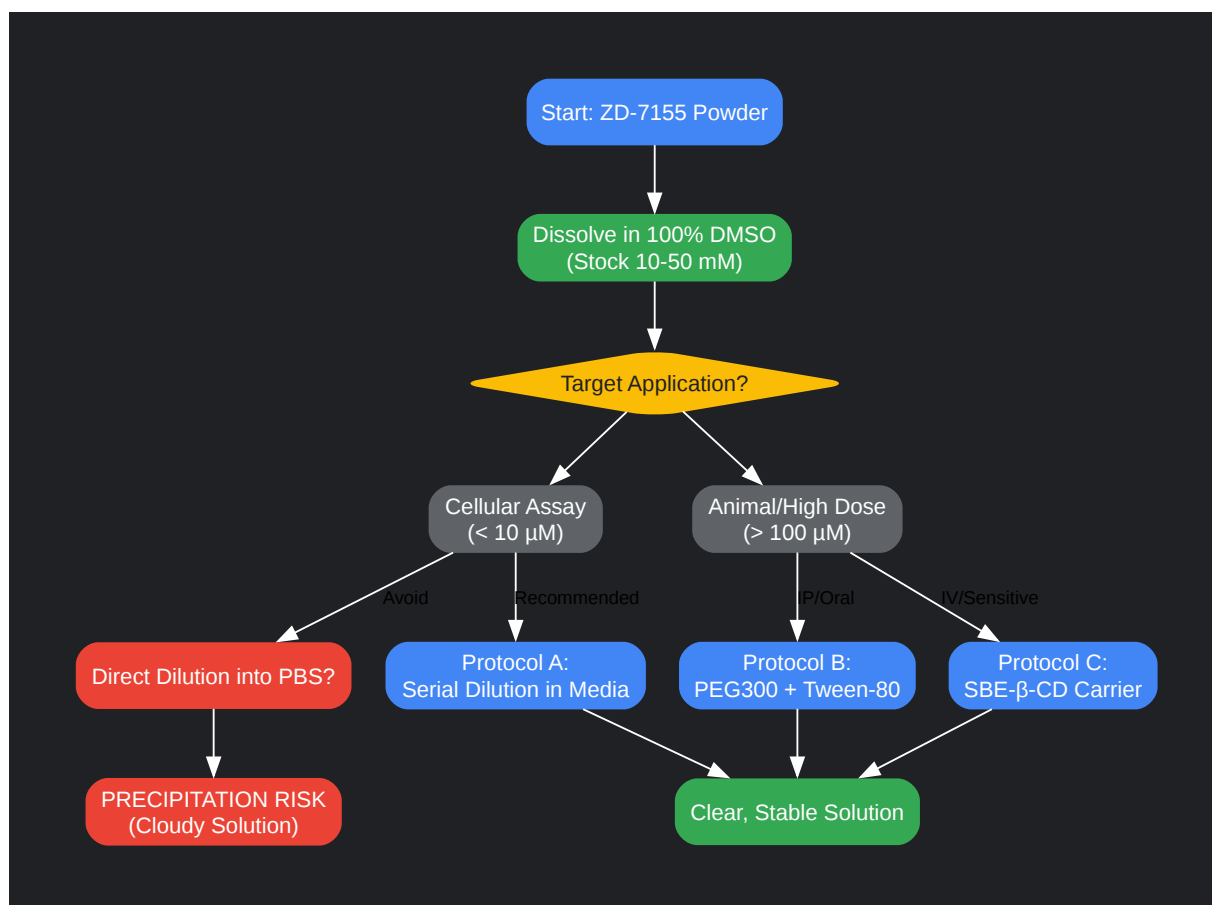 Start: ZD-7155 Powder
Dissolve in 100% DMSO
(Stock 10-50 mM)
Target Application?
Cellular Assay
(< 10 µM)
Animal/High Dose
(> 100 µM)
Avoid
Recommended
IP/Oral
IV/Sensitive
Direct Dilution into PBS?
Protocol A:
Serial Dilution in Media
Protocol B:
PEG300 + Tween-80
Protocol C:
SBE-β-CD Carrier
PRECIPITATION RISK
(Cloudy Solution)
Clear, Stable Solution